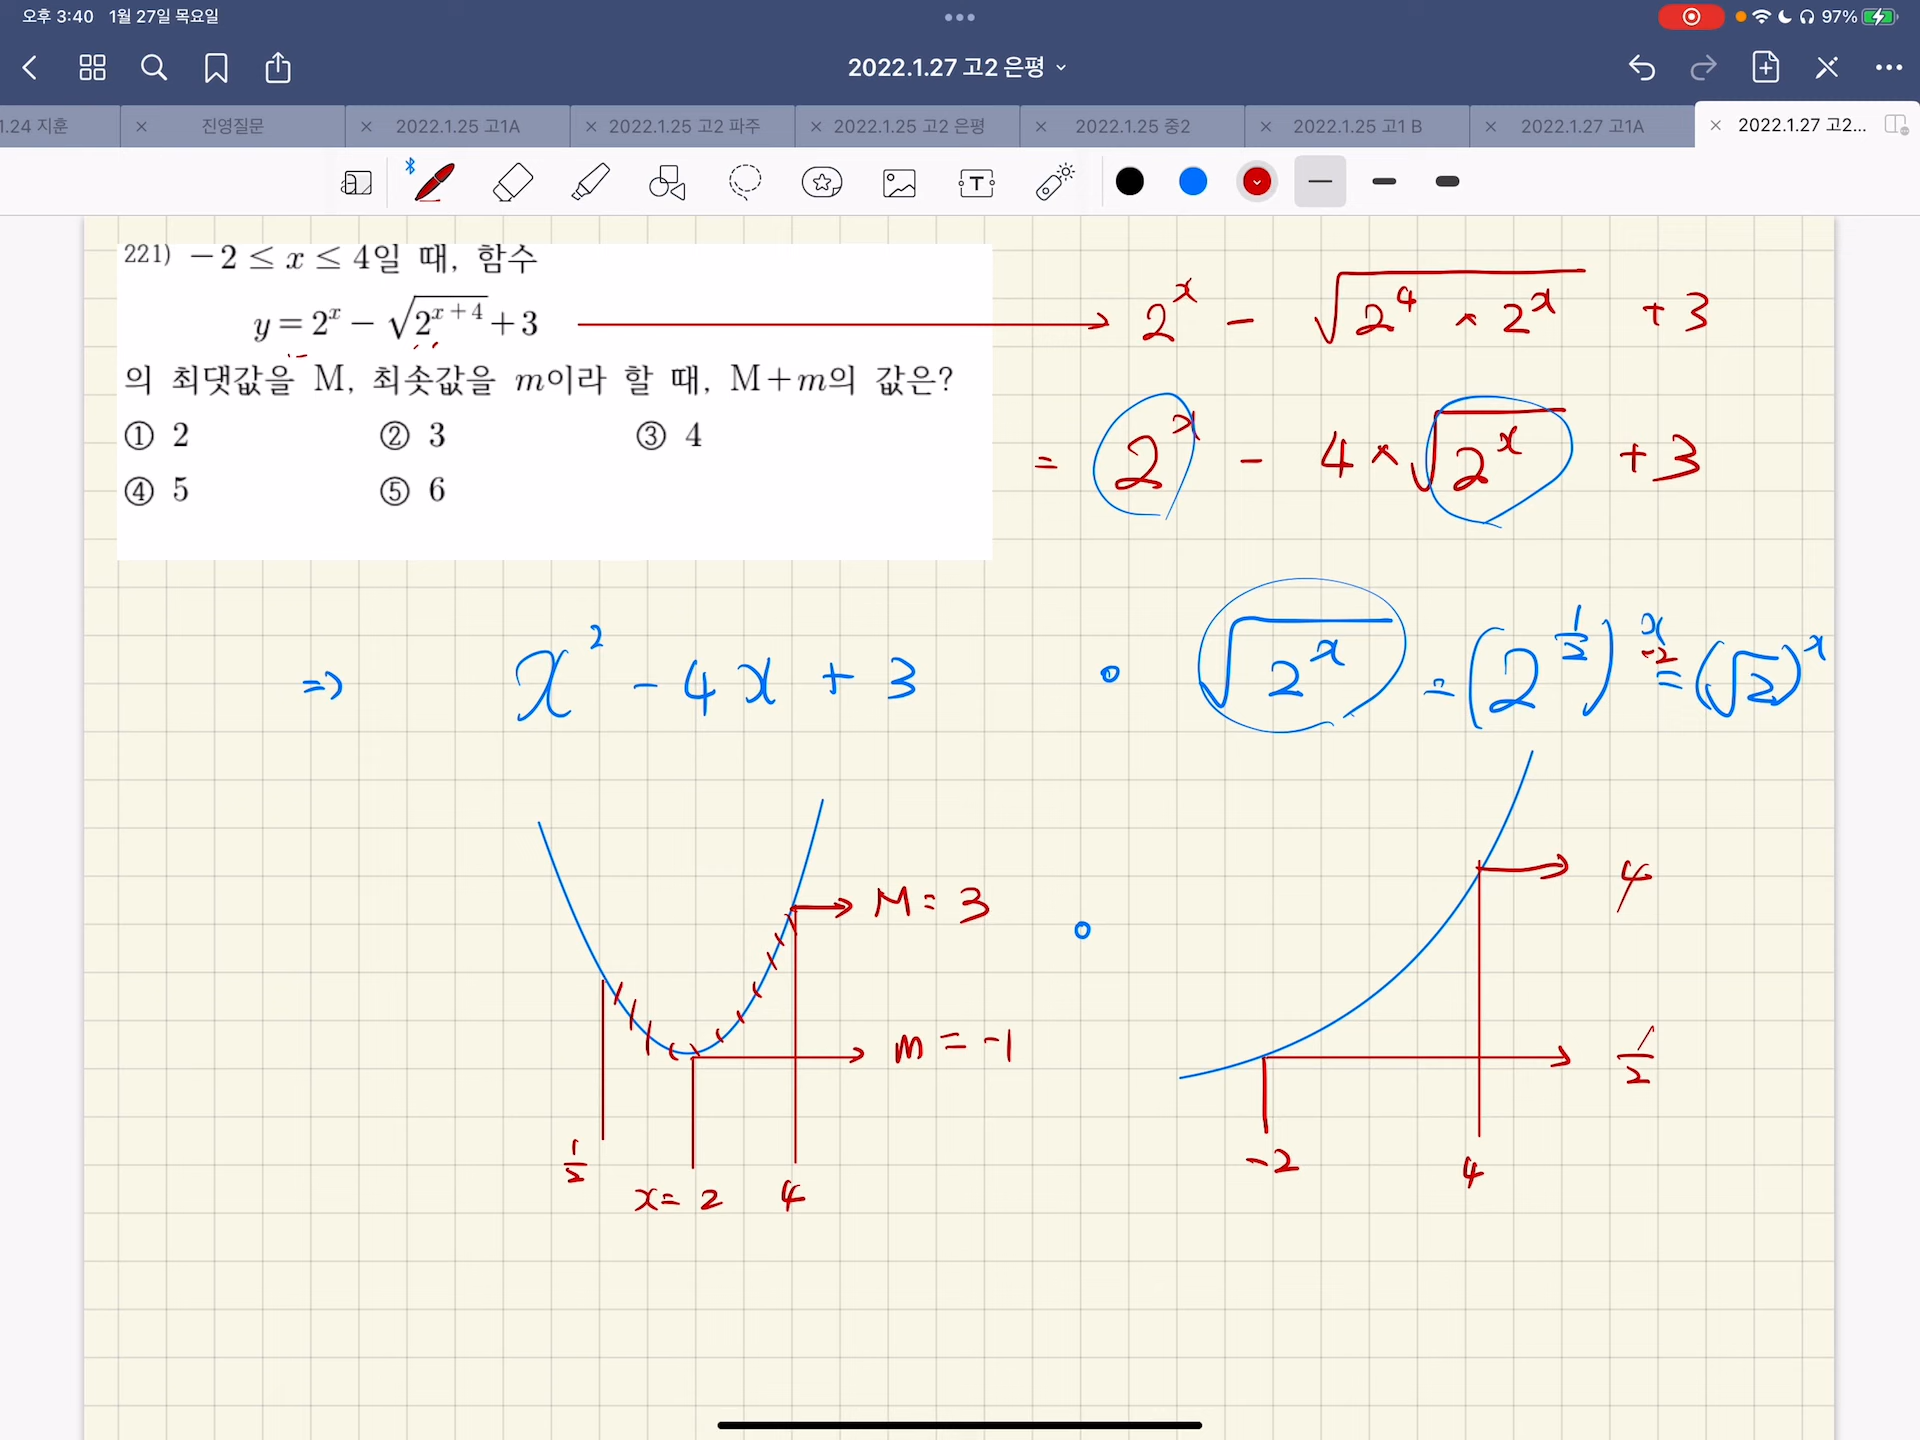 오후 3:40 1월 27일 목요일
97%
2022.1.27 고2 은평
1.24 지훈
진영질문
2022.1.25 고1A
2022.1.25 고2 파주
2022.1.25 고2 은평
2022.1.25 중2
2022.1.25 고1 B
2022.1.27 고1A
2022.1.27 고2...
221) −2 ≤ x ≤ 4일 때, 함수
y = 2^x − √(2^(x+4)) + 3
의 최댓값을 M, 최솟값을 m이라 할 때, M+m의 값은?
① 2 ② 3 ③ 4
④ 5 ⑤ 6
2^x − √(2^4 × 2^x) + 3
= 2^x − 4 × √(2^x) + 3
⇒ x^2 − 4x + 3
√(2^x) = (2^(1/2))^x = (√2)^x
-2
M = 3
m = -1
1/2
x = 2
4
4
1/2
-2
4